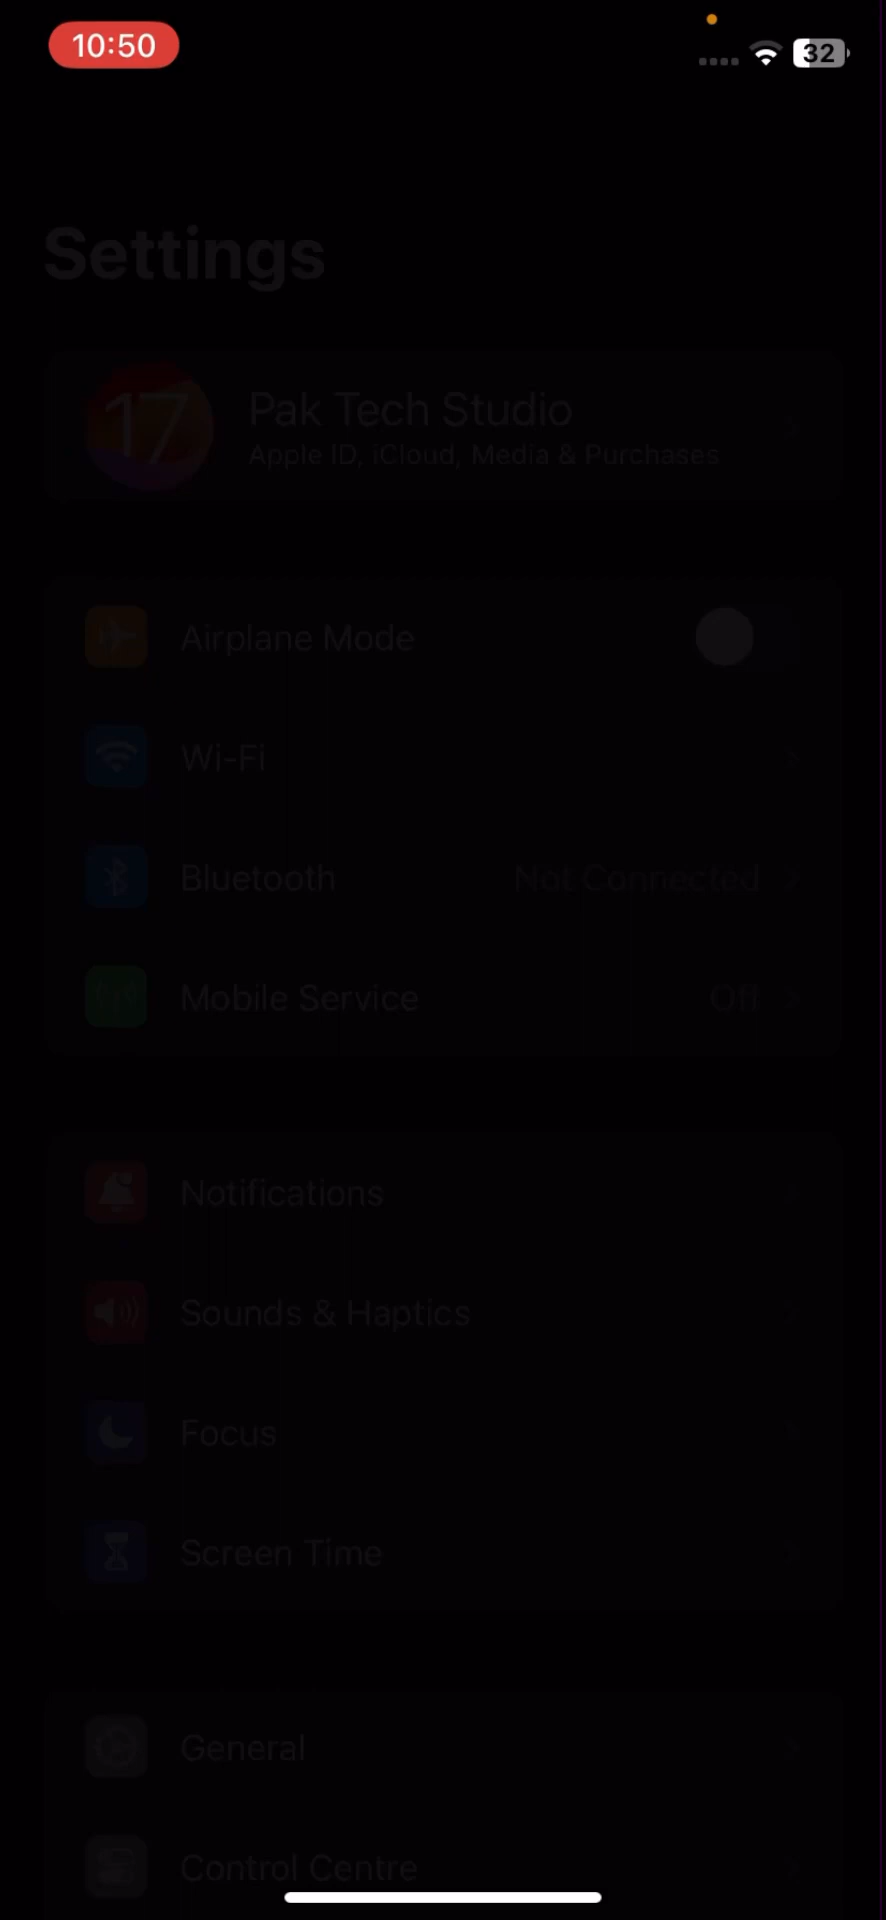 10:50
32
Settings
17
Pak Tech Studio
Apple ID, iCloud, Media & Purchases
Airplane Mode
Wi-Fi
Bluetooth Not Connected
Mobile Service Off
Notifications
Sounds & Haptics
Focus
Screen Time
General
Control Centre